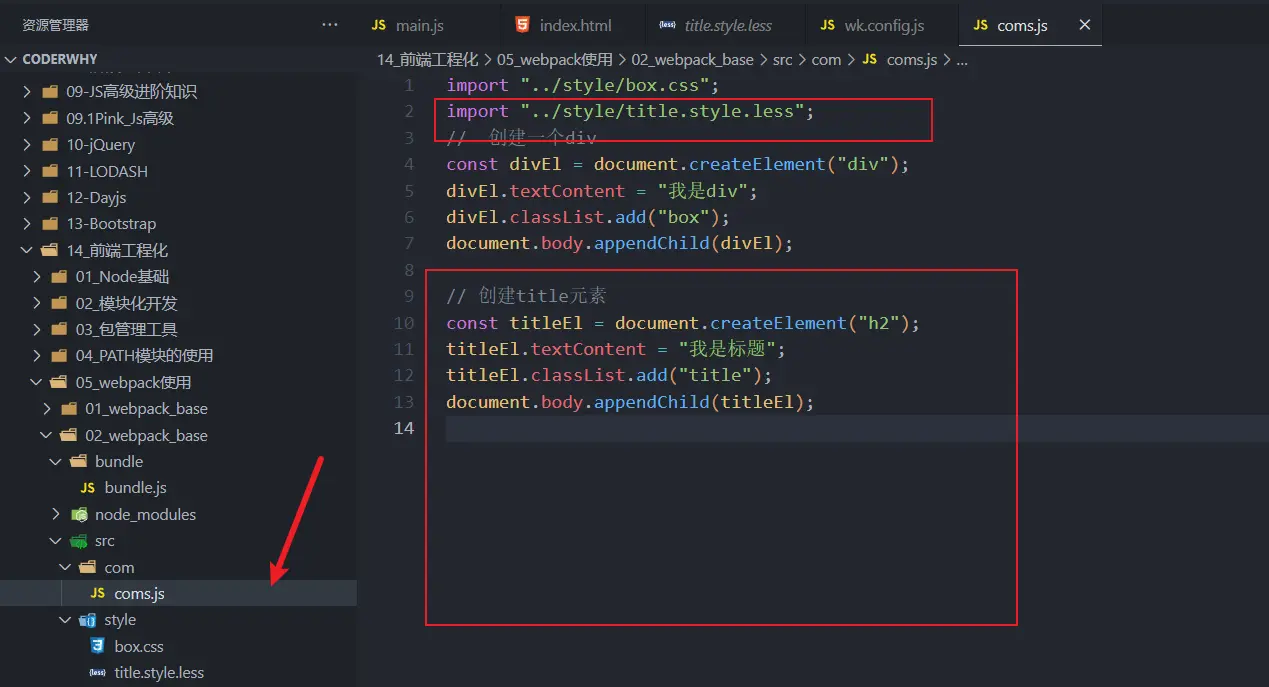 资源管理器 ···
JS main.js
index.html
{less} title.style.less
JS wk.config.js
JS coms.js ×
CODERWHY
14_前端工程化 > 05_webpack使用 > 02_webpack_base > src > com > JS coms.js > ...
09-JS高级进阶知识
09.1Pink_Js高级
10-jQuery
11-LODASH
12-Dayjs
13-Bootstrap
14_前端工程化
01_Node基础
02_模块化开发
03_包管理工具
04_PATH模块的使用
05_webpack使用
01_webpack_base
02_webpack_base
bundle
JS bundle.js
node_modules
src
com
JS coms.js
style
box.css
{less} title.style.less
1 import "../style/box.css";
2 import "../style/title.style.less";
3 // 创建一个div
4 const divEl = document.createElement("div");
5 divEl.textContent = "我是div";
6 divEl.classList.add("box");
7 document.body.appendChild(divEl);
8
9 // 创建title元素
10 const titleEl = document.createElement("h2");
11 titleEl.textContent = "我是标题";
12 titleEl.classList.add("title");
13 document.body.appendChild(titleEl);
14